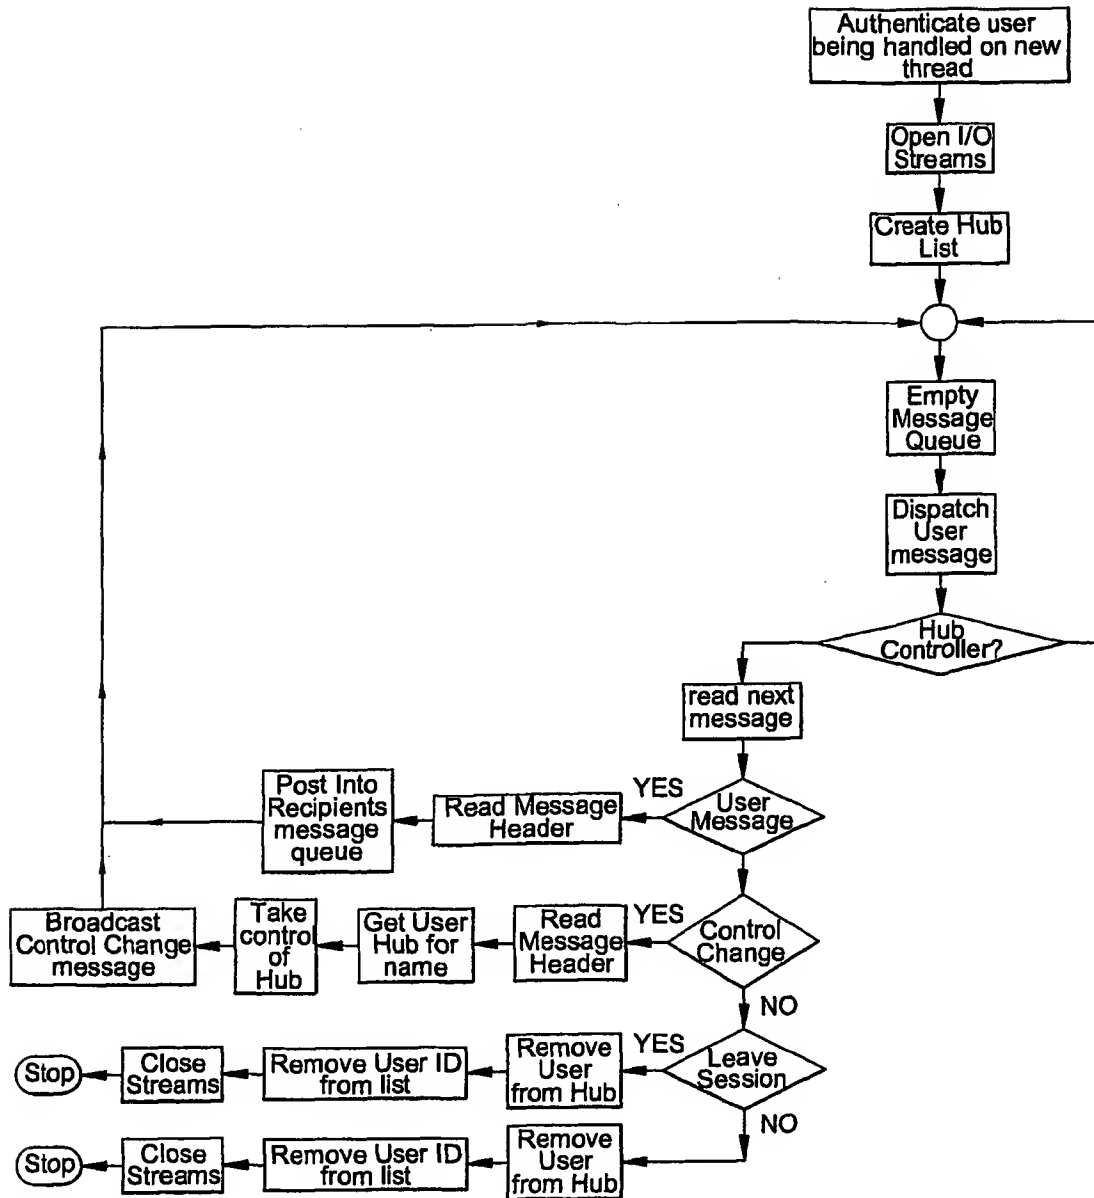 Authenticate user
being handled on new
thread
Open I/O
Streams
Create Hub
List
Empty
Message
Queue
Dispatch
User
message
Hub
Controller?
read next
message
Post Into
Recipients
message
queue
Read Message
Header
YES
User
Message
Broadcast
Control Change
message
Take
control
of
Hub
Get User
Hub for
name
Read
Message
Header
YES
Control
Change
NO
Stop
Close
Streams
Remove User ID
from list
Remove
User
from Hub
YES
Leave
Session
NO
Stop
Close
Streams
Remove User ID
from list
Remove
User
from Hub